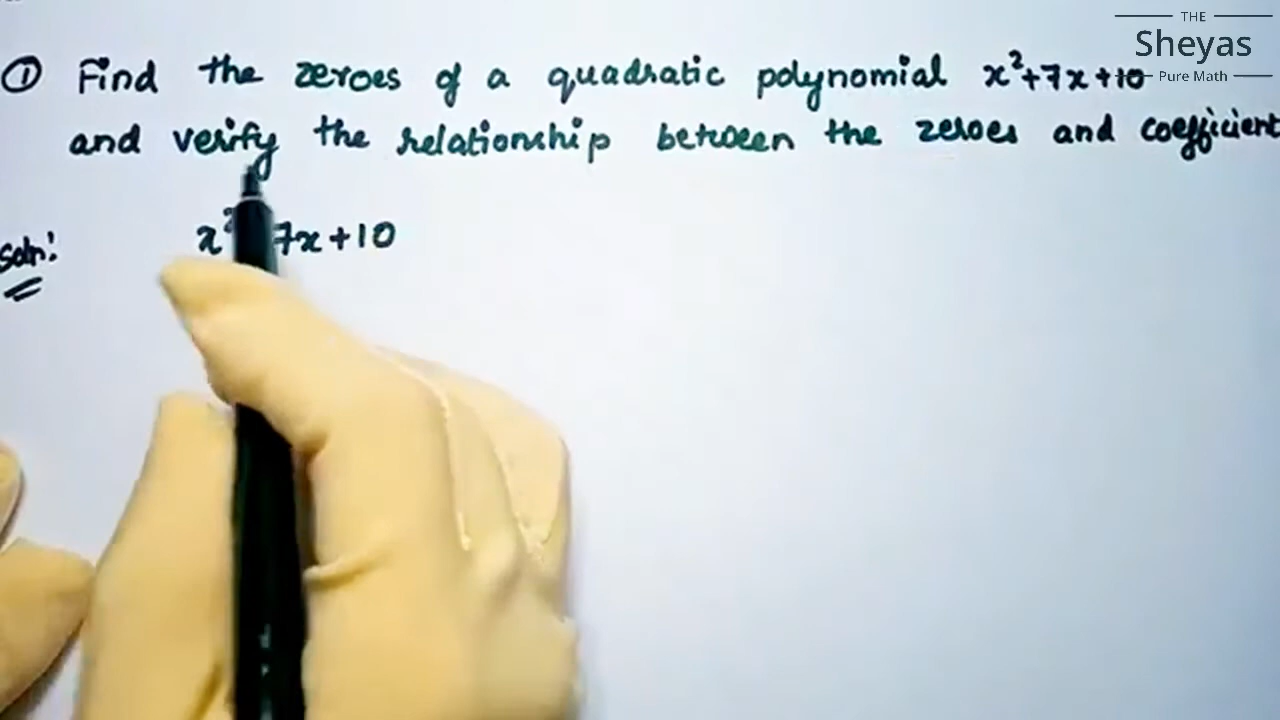 THE
Sheyas
Pure Math
① Find the zeroes of a quadratic polynomial x²+7x+10
and verify the relationship between the zeroes and coefficient
Soln:
x² 7x+10